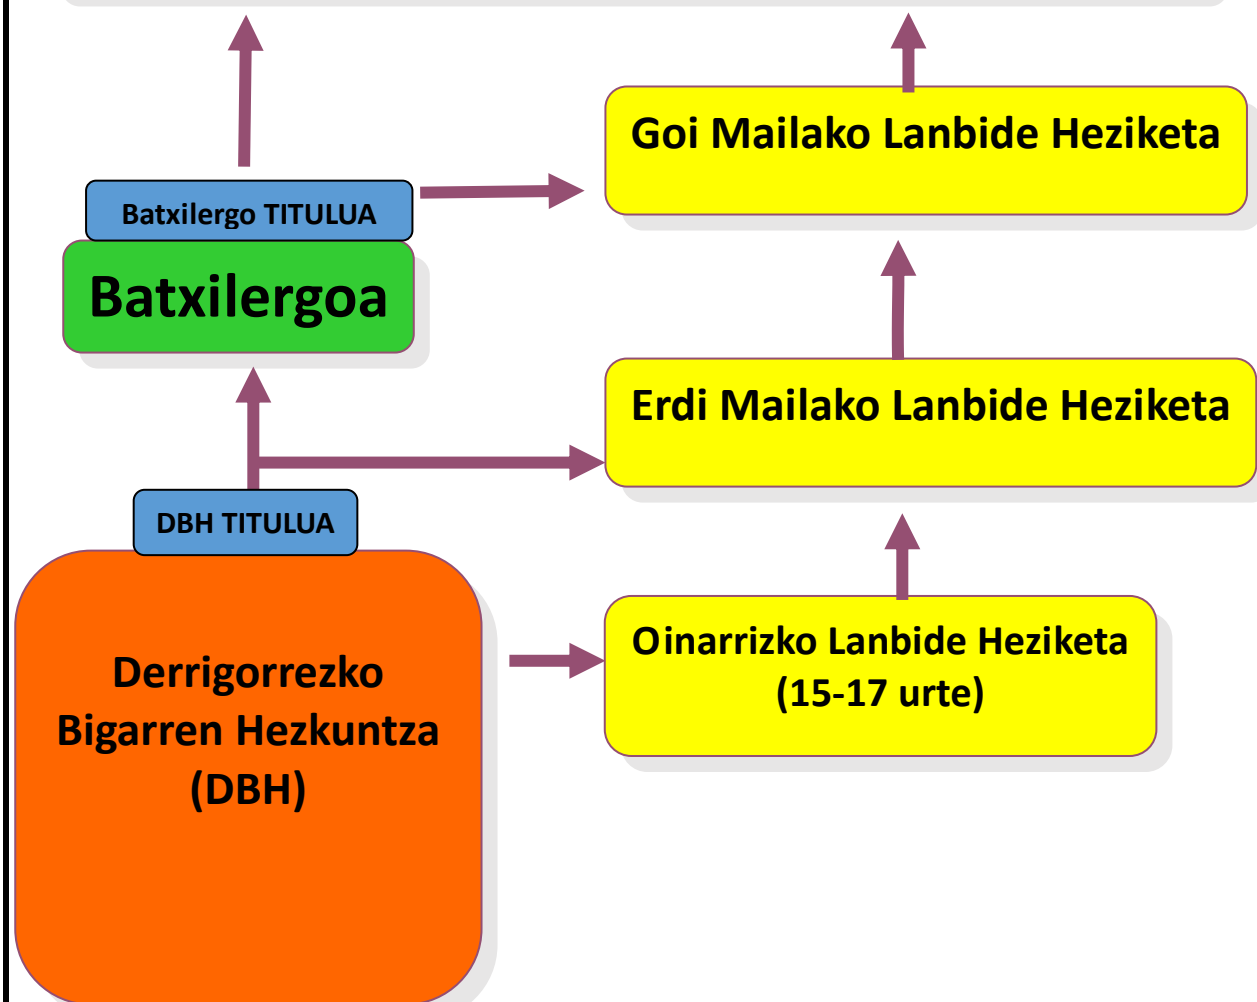 Goi Mailako Lanbide Heziketa
Batxilergo TITULUA
Batxilergoa
Erdi Mailako Lanbide Heziketa
DBH TITULUA
Oinarrizko Lanbide Heziketa
(15-17 urte)
Derrigorrezko
Bigarren Hezkuntza
(DBH)